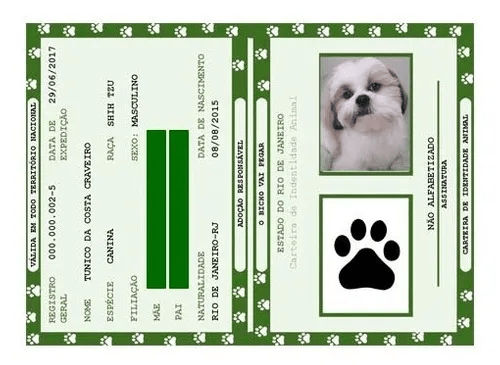 VÁLIDA EM TODO TERRITÓRIO NACIONAL
REGISTRO GERAL 000.000.002-5 DATA DE EXPEDIÇÃO 29/06/2017
NOME TUNICO DA COSTA CRAVEIRO
ESPÉCIE CANINA RAÇA SHIH TZU
FILIAÇÃO SEXO: MASCULINO
MÃE
PAI
NATURALIDADE DATA DE NASCIMENTO
RIO DE JANEIRO-RJ 08/08/2015
ADOÇÃO RESPONSÁVEL
O BICHO VAI PEGAR
ESTADO DO RIO DE JANEIRO
Carteira de Indentildade Animal
NÃO ALFABETIZADO
ASSINATURA
CARTEIRA DE IDENTIDADE ANIMAL